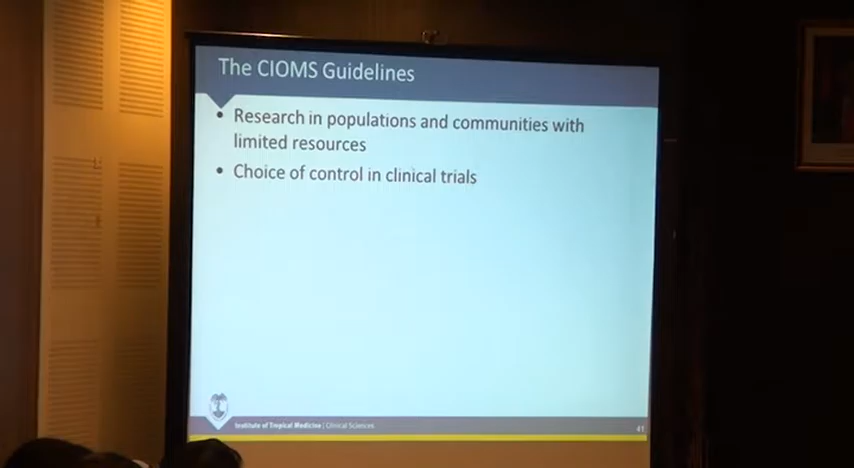 The CIOMS Guidelines
• Research in populations and communities with
limited resources
• Choice of control in clinical trials
Institute of Tropical Medicine | Clinical Sciences
41